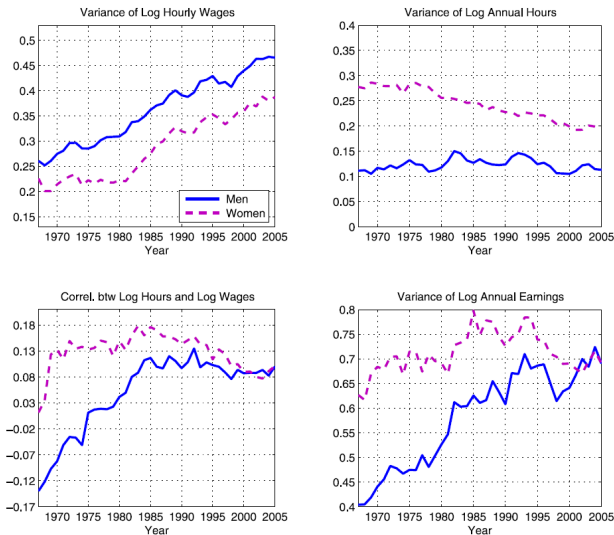 Variance of Log Hourly Wages
0.5
0.45
0.4
0.35
0.3
0.25
0.2
0.15
Men
Women
1970 1975 1980 1985 1990 1995 2000 2005
Year
Variance of Log Annual Hours
0.4
0.35
0.3
0.25
0.2
0.15
0.1
0.05
0
1970 1975 1980 1985 1990 1995 2000 2005
Year
Correl. btw Log Hours and Log Wages
0.18
0.13
0.08
0.03
−0.02
−0.07
−0.12
−0.17
1970 1975 1980 1985 1990 1995 2000 2005
Year
Variance of Log Annual Earnings
0.8
0.75
0.7
0.65
0.6
0.55
0.5
0.45
0.4
1970 1975 1980 1985 1990 1995 2000 2005
Year